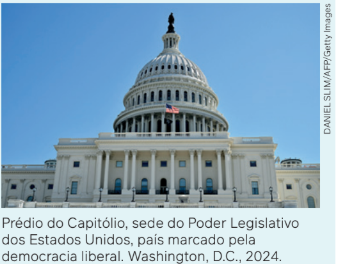 DANIEL SLIM/AFP/Getty Images
Prédio do Capitólio, sede do Poder Legislativo
dos Estados Unidos, país marcado pela
democracia liberal. Washington, D.C., 2024.